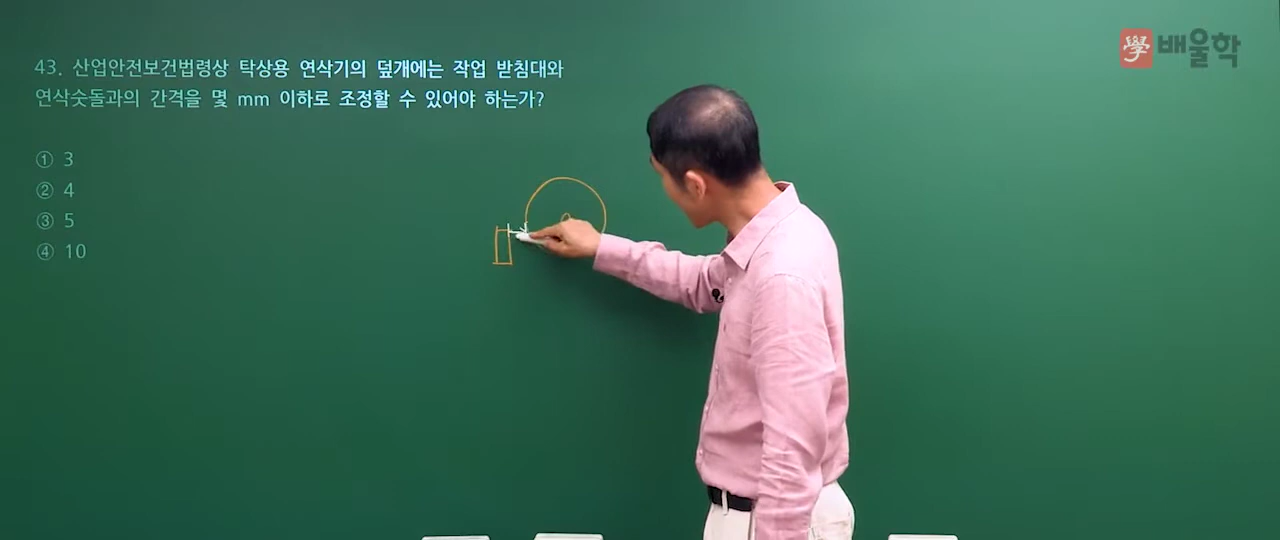 學 배울학
43. 산업안전보건법령상 탁상용 연삭기의 덮개에는 작업 받침대와
연삭숫돌과의 간격을 몇 mm 이하로 조정할 수 있어야 하는가?
① 3
② 4
③ 5
④ 10